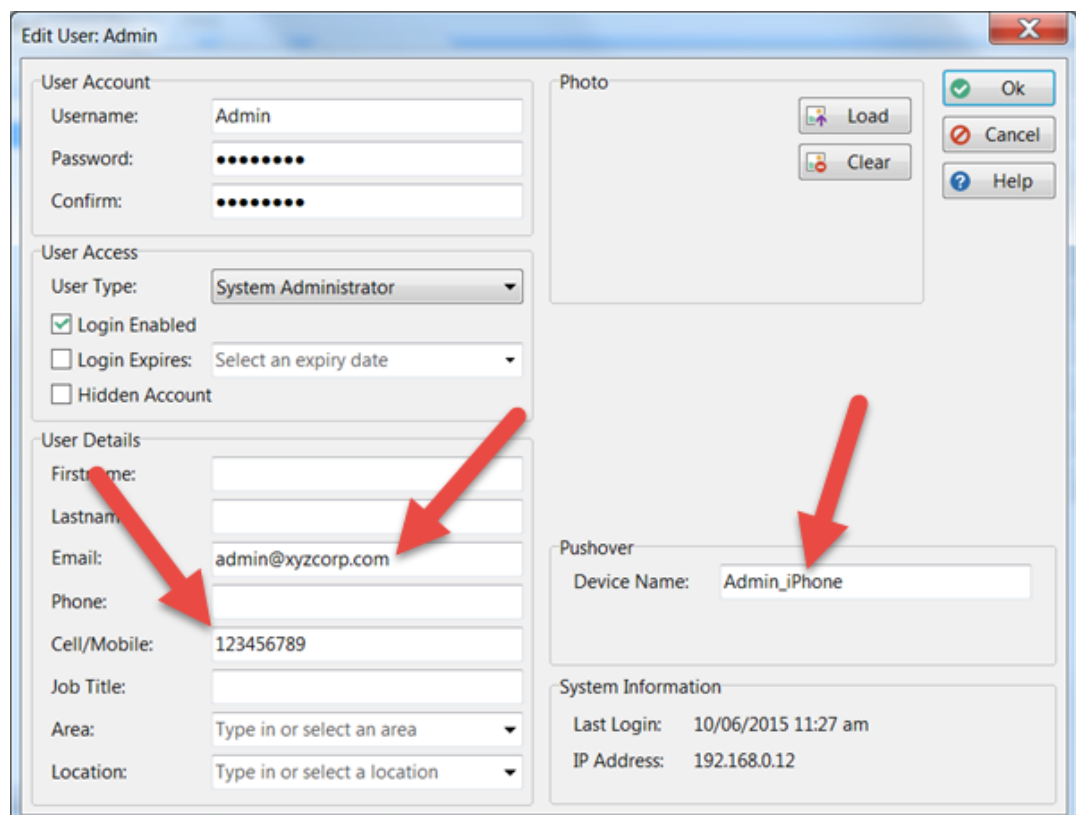 Edit User: Admin
User Account
Username: Admin
Password: ••••••••
Confirm: ••••••••
User Access
User Type: System Administrator
Login Enabled
Login Expires: Select an expiry date
Hidden Account
User Details
Email: admin@xyzcorp.com
Phone:
Cell/Mobile: 123456789
Job Title:
Area: Type in or select an area
Location: Type in or select a location
Photo
Load
Clear
Ok
Cancel
Help
Pushover
Device Name: Admin_iPhone
System Information
Last Login: 10/06/2015 11:27 am
IP Address: 192.168.0.12